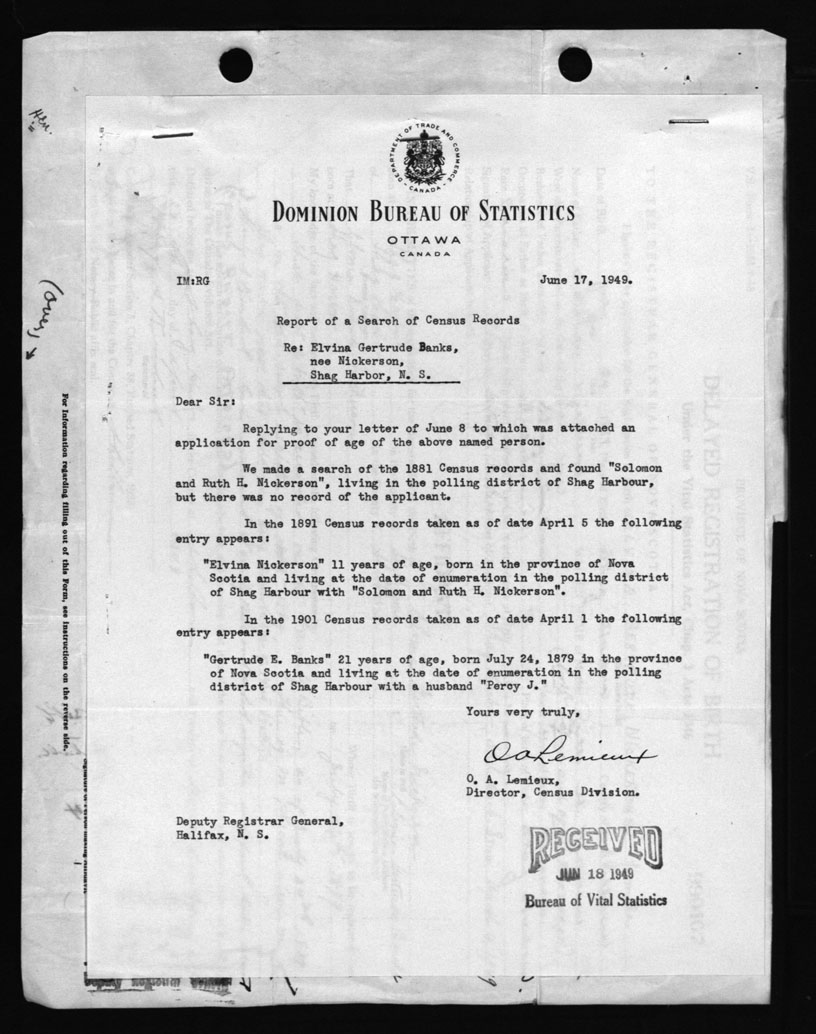 DEPARTMENT OF TRADE AND COMMERCE
CANADA
DOMINION BUREAU OF STATISTICS
OTTAWA
CANADA
IM:RG June 17, 1949.
Report of a Search of Census Records
Re: Elvina Gertrude Banks,
nee Nickerson,
Shag Harbor, N. S.
Dear Sir:
Replying to your letter of June 8 to which was attached an
application for proof of age of the above named person.
We made a search of the 1881 Census records and found "Solomon
and Ruth H. Nickerson", living in the polling district of Shag Harbour,
but there was no record of the applicant.
In the 1891 Census records taken as of date April 5 the following
entry appears:
"Elvina Nickerson" 11 years of age, born in the province of Nova
Scotia and living at the date of enumeration in the polling district
of Shag Harbour with "Solomon and Ruth H. Nickerson".
In the 1901 Census records taken as of date April 1 the following
entry appears:
"Gertrude E. Banks" 21 years of age, born July 24, 1879 in the province
of Nova Scotia and living at the date of enumeration in the polling
district of Shag Harbour with a husband "Percy J."
Yours very truly,
O A Lemieux
O. A. Lemieux,
Director, Census Division.
Deputy Registrar General,
Halifax, N. S.
RECEIVED
JUN 18 1949
Bureau of Vital Statistics
(over)
For Information regarding filling out of this Form, see Instructions on the reverse side.
DELAYED REGISTRATION OF BIRTH